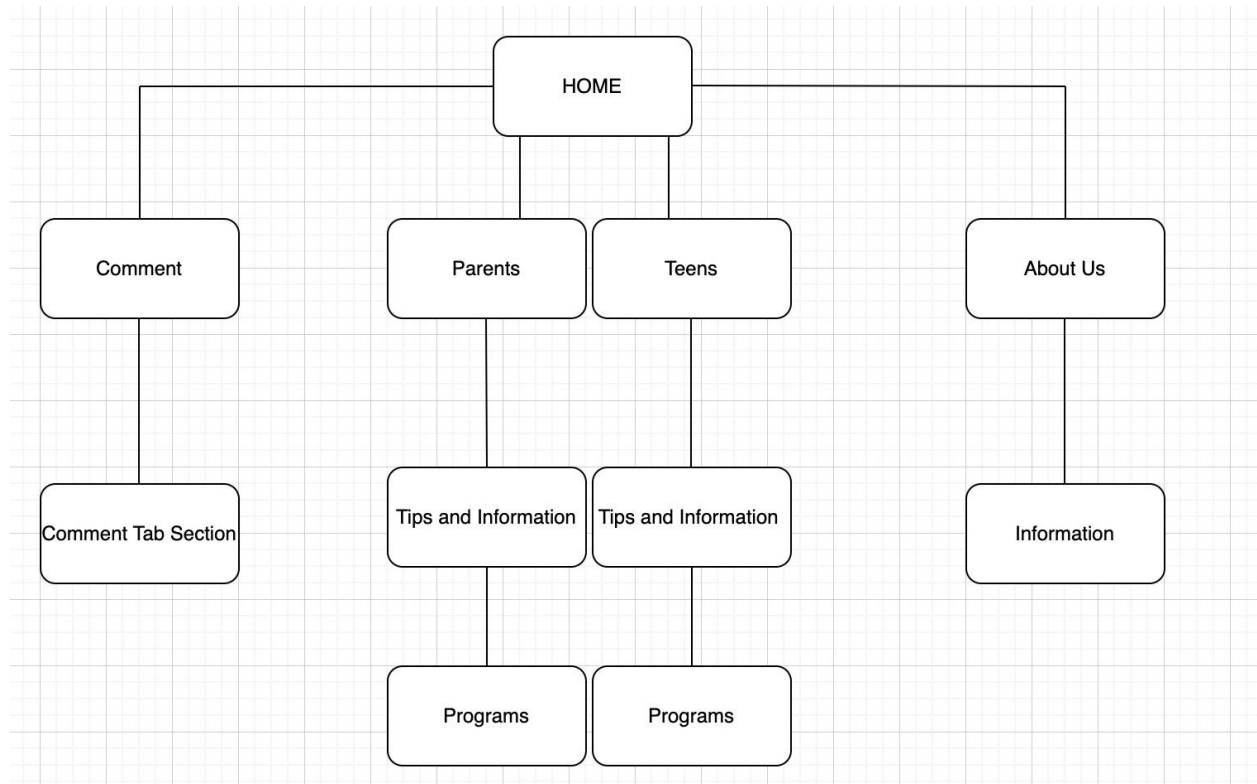 HOME
Comment
Parents
Teens
About Us
Tips and Information
Tips and Information
Comment Tab Section
Information
Programs
Programs